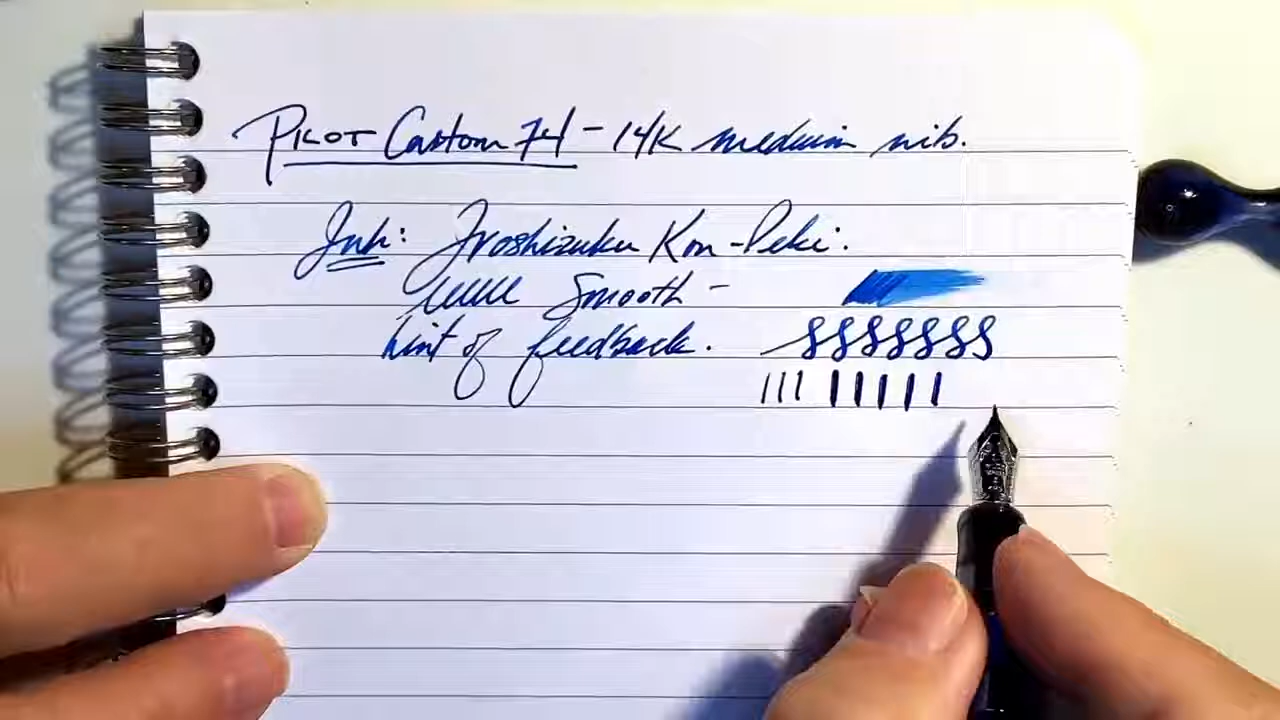 PILOT Custom 74 - 14K medium nib.
Ink: Iroshizuku Kon-Peki.
Smooth -
hint of feedback.